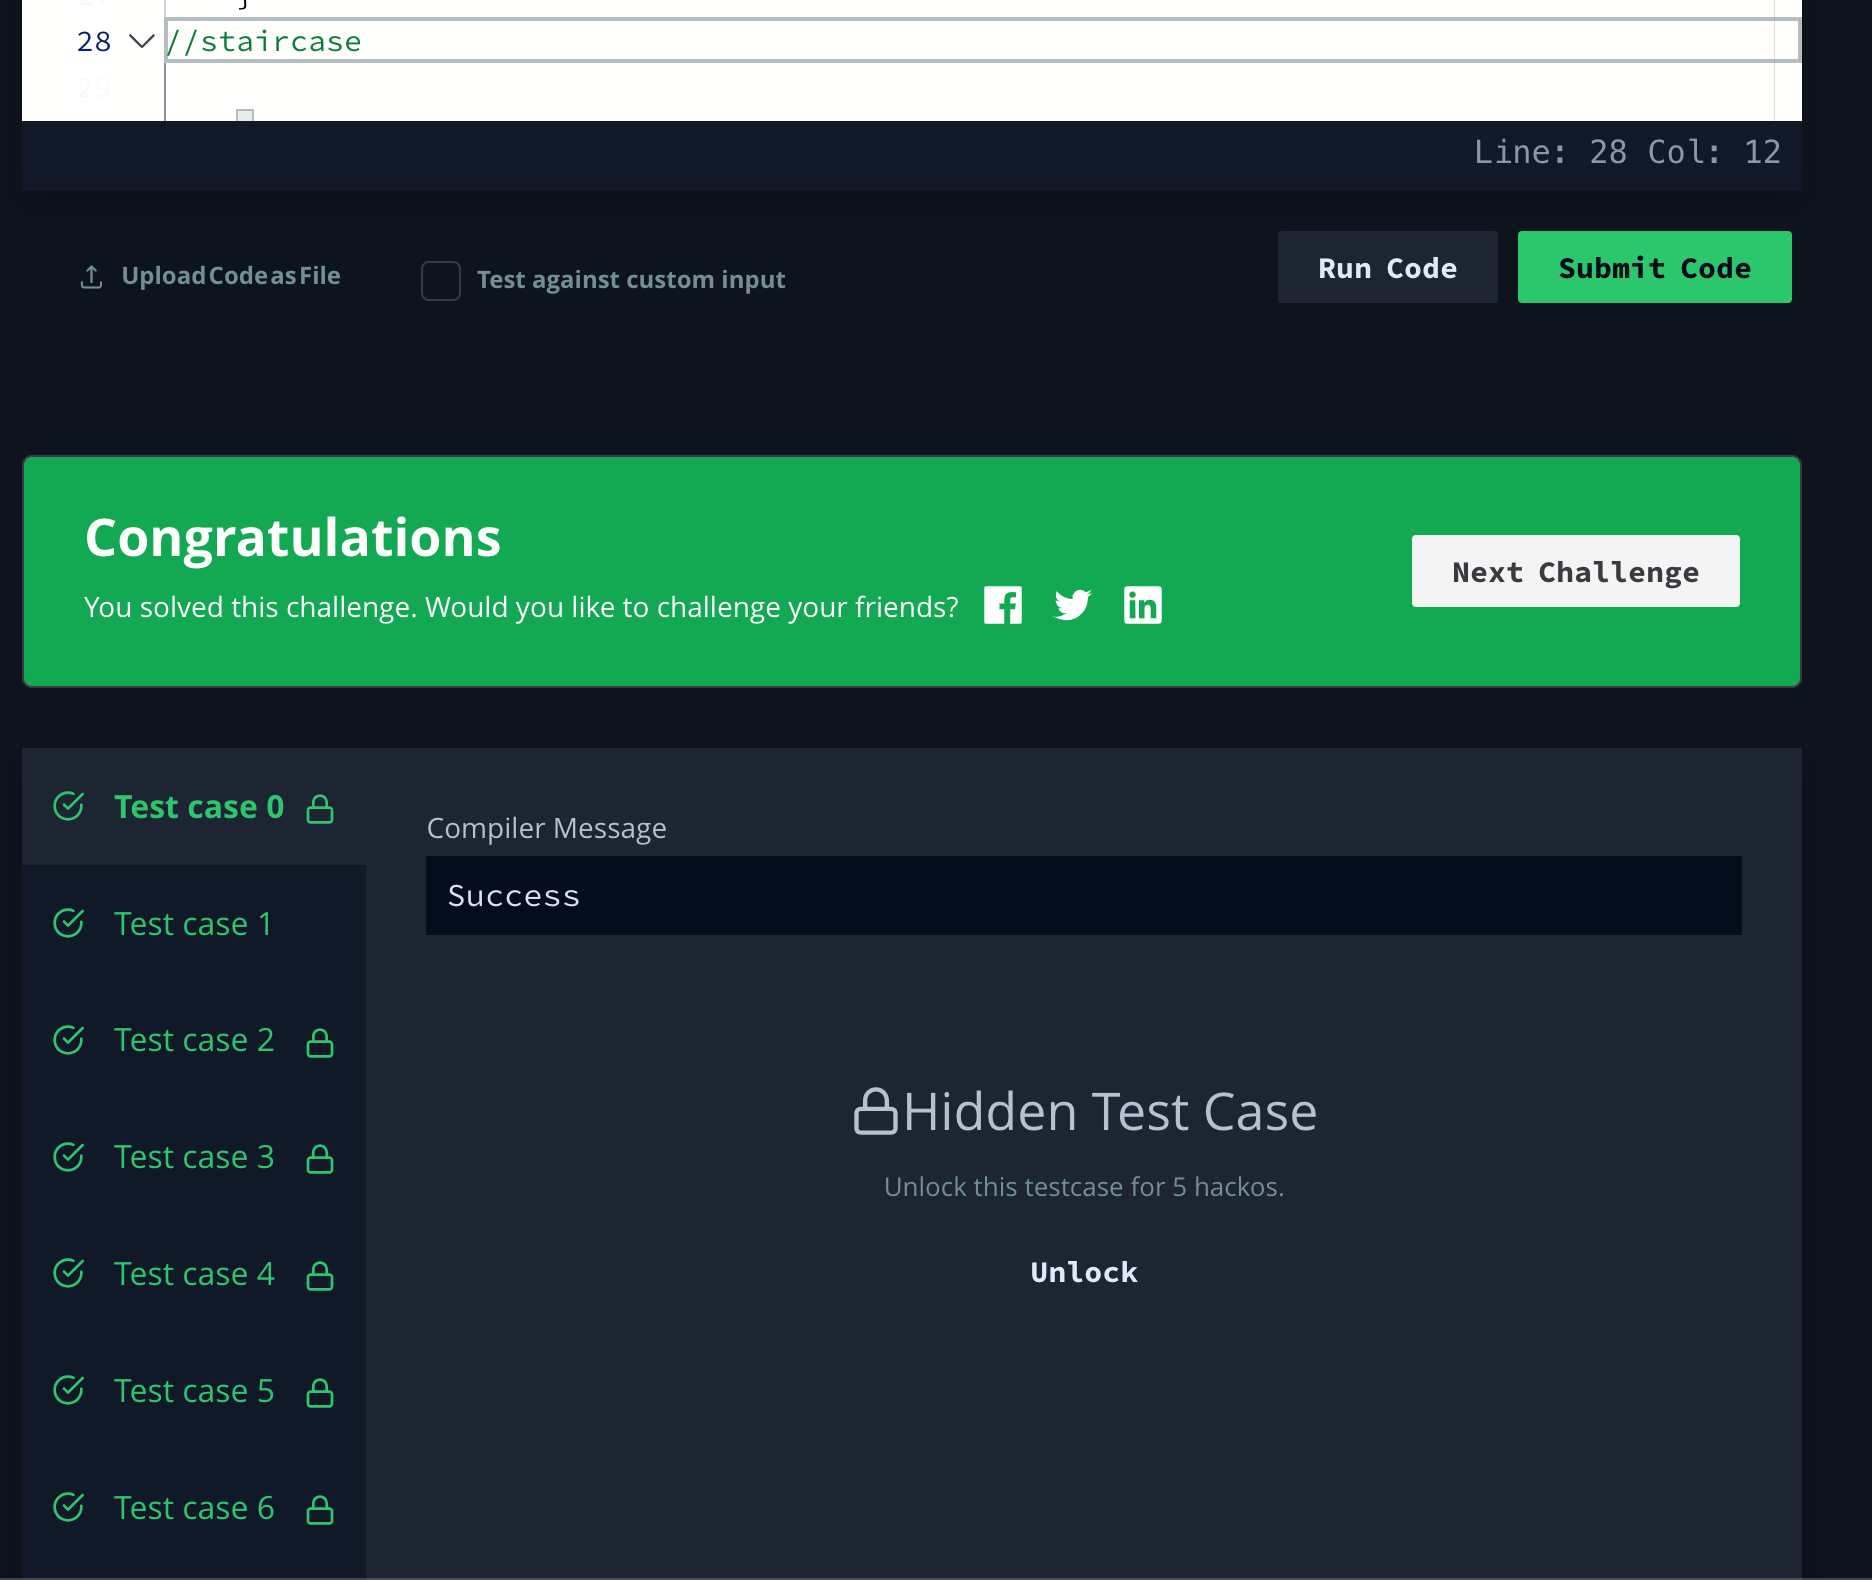 }
28 //staircase
29
Line: 28 Col: 12
Upload Code as File
Test against custom input
Run Code
Submit Code
Congratulations
You solved this challenge. Would you like to challenge your friends?
Next Challenge
Test case 0
Compiler Message
Success
Test case 1
Test case 2
Hidden Test Case
Test case 3
Unlock this testcase for 5 hackos.
Test case 4
Unlock
Test case 5
Test case 6